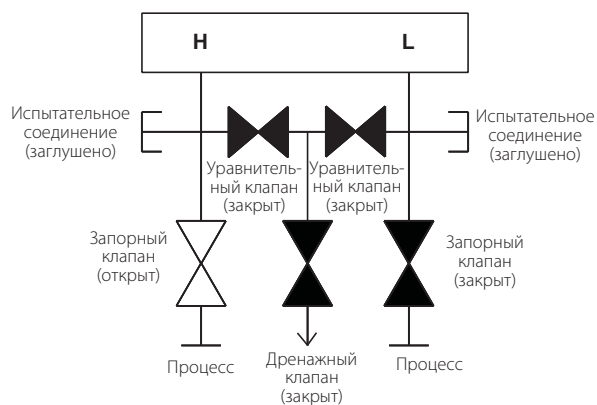 H
L
Испытательное
соединение
(заглушено)
Испытательное
соединение
(заглушено)
Уравнитель-
ный клапан
(закрыт)
Уравнитель-
ный клапан
(закрыт)
Запорный
клапан
(открыт)
Запорный
клапан
(закрыт)
Процесс
Дренажный
клапан
(закрыт)
Процесс